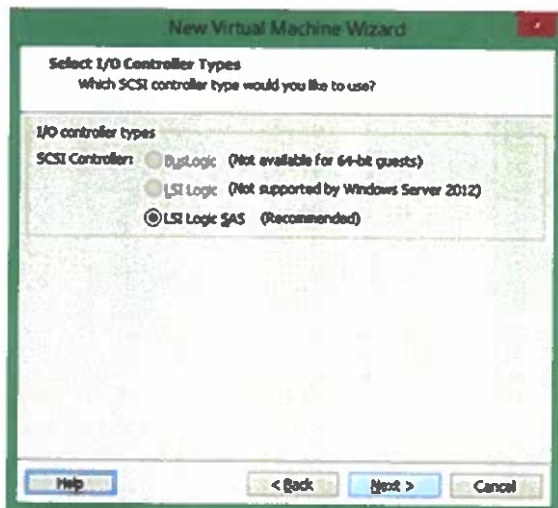 New Virtual Machine Wizard
Select I/O Controller Types
Which SCSI controller type would you like to use?
I/O controller types
SCSI Controller: BusLogic (Not available for 64-bit guests)
LSI Logic (Not supported by Windows Server 2012)
LSI Logic SAS (Recommended)
Help < Back Next > Cancel